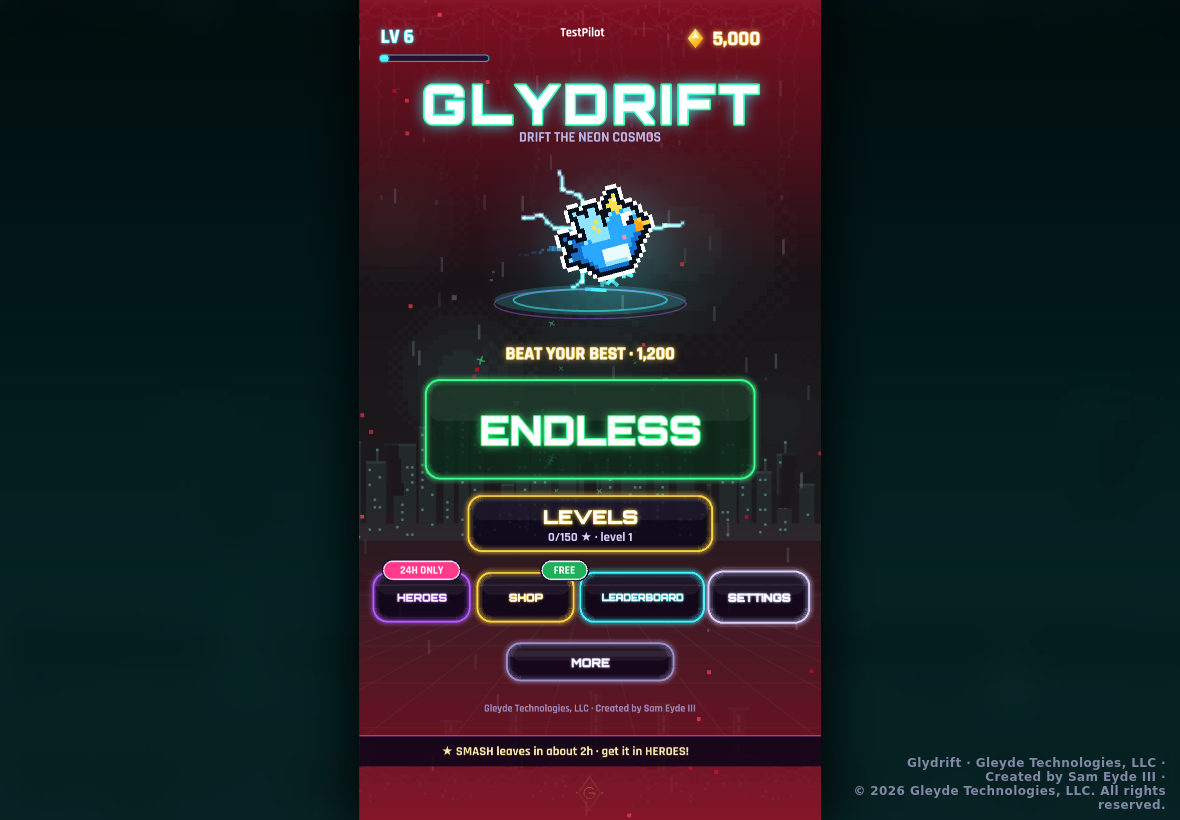 LV 6
TestPilot
5,000
GLYDRIFT
DRIFT THE NEON COSMOS
BEAT YOUR BEST · 1,200
ENDLESS
LEVELS
0/150 ★ · level 1
24H ONLY
FREE
HEROES
SHOP
LEADERBOARD
SETTINGS
MORE
Gleyde Technologies, LLC · Created by Sam Eyde III
★ SMASH leaves in about 2h · get it in HEROES!
G
Glydrift · Gleyde Technologies, LLC ·
Created by Sam Eyde III ·
© 2026 Gleyde Technologies, LLC. All rights
reserved.